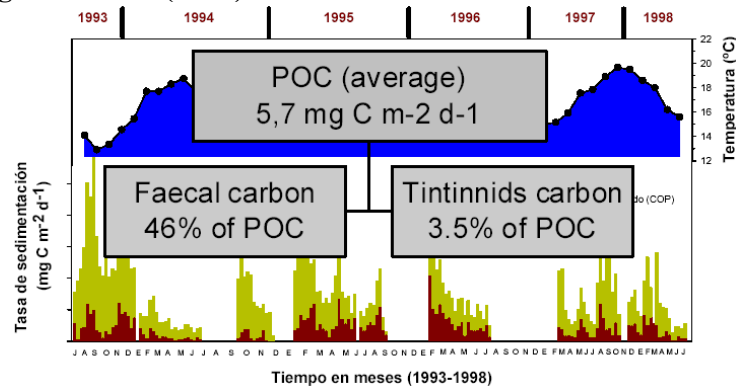 1993 1994 1995 1996 1997 1998
22
20
18
16
14
12
Temperatura (ºC)
POC (average)
5,7 mg C m-2 d-1
Faecal carbon
46% of POC
Tintinnids carbon
3.5% of POC
do (COP)
Tasa de sedimentación
(mg C m-2 d-1)
J A S O N D E F M A M J J A S O N D E F M A M J J A S O N D E F M A M J J A S O N D E F M A M J J A S O N D E F M A M J J
Tiempo en meses (1993-1998)